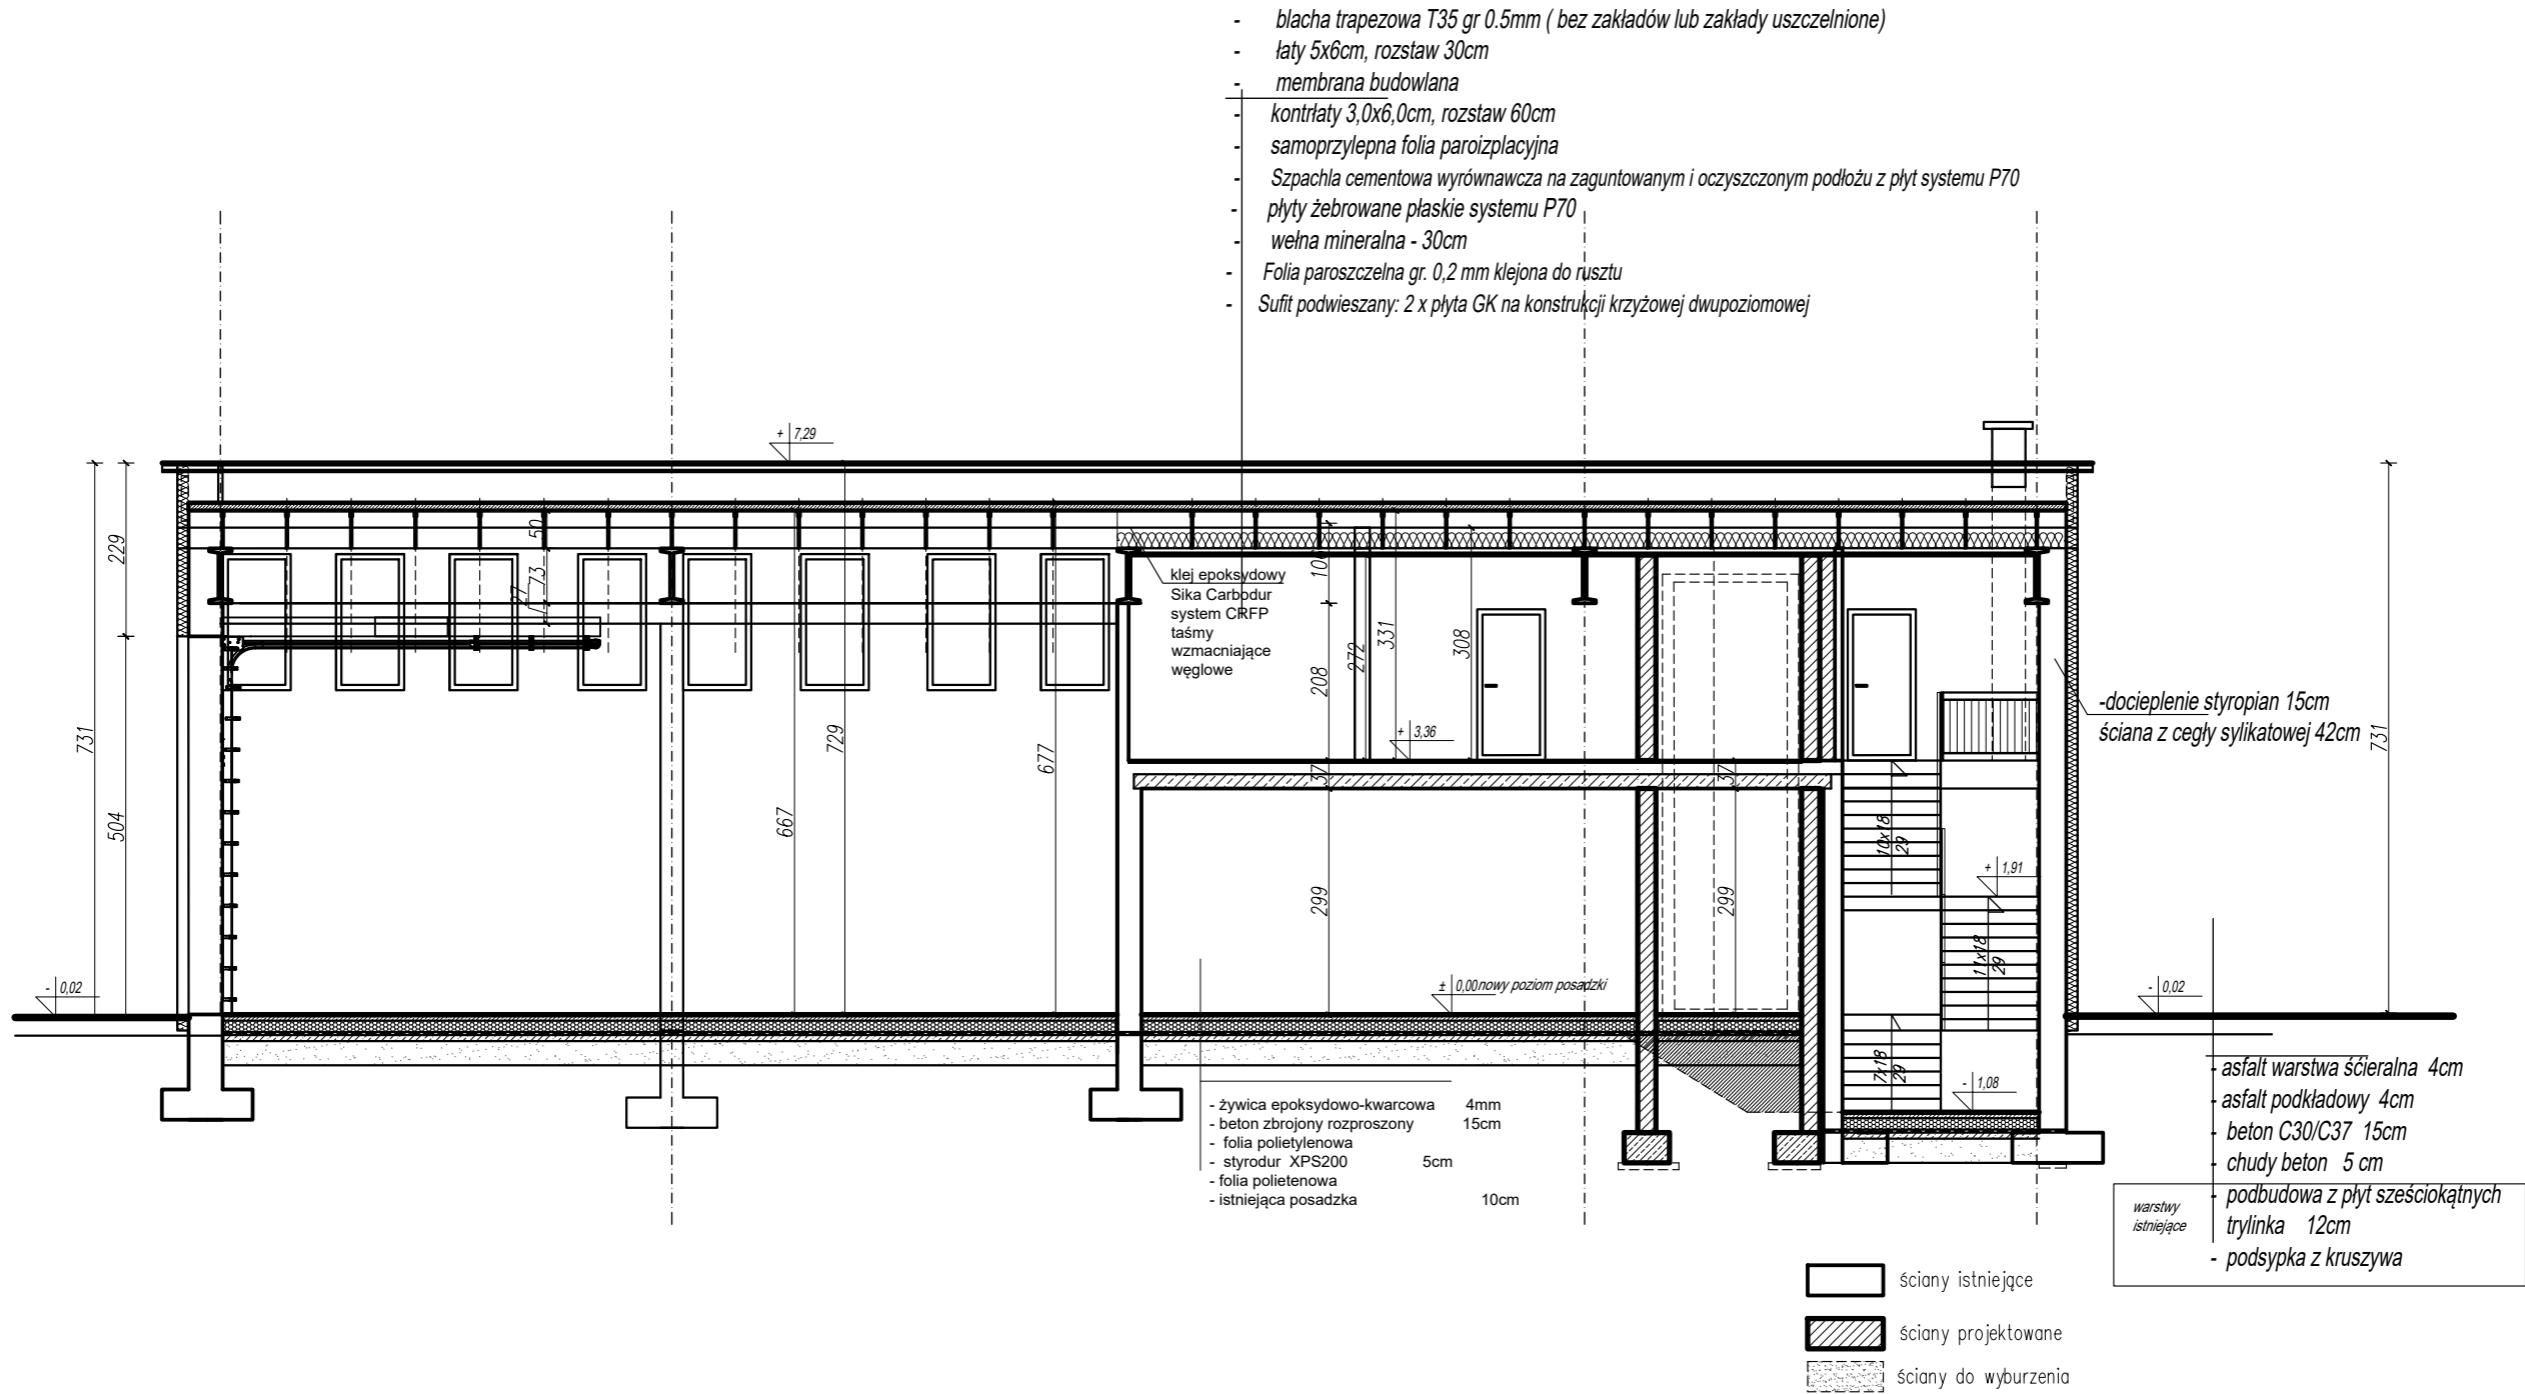 - blacha trapezowa T35 gr 0.5mm ( bez zakładów lub zakłady uszczelnione)
- łaty 5x6cm, rozstaw 30cm
- membrana budowlana
- kontrłaty 3,0x6,0cm, rozstaw 60cm
- samoprzylepna folia paroizplacyjna
- Szpachla cementowa wyrównawcza na zaguntowanym i oczyszczonym podłożu z płyt systemu P70
- płyty żebrowane płaskie systemu P70
- wełna mineralna - 30cm
- Folia paroszczelna gr. 0,2 mm klejona do rusztu
- Sufit podwieszany: 2 x płyta GK na konstrukcji krzyżowej dwupoziomowej
+ 7,29
229
504
731
50
73
27
667
729
677
klej epoksydowy
Sika Carbodur
system CRFP
taśmy
wzmacniające
węglowe
106
208
272
331
308
+ 3,36
37
37
299
299
10x18
29
+ 1,91
11x18
29
7x18
29
- 1,08
-docieplenie styropian 15cm
ściana z cegły sylikatowej 42cm
731
- 0,02
± 0,00 nowy poziom posadzki
- 0,02
- żywica epoksydowo-kwarcowa 4mm
- beton zbrojony rozproszony 15cm
- folia polietylenowa
- styrodur XPS200 5cm
- folia polietenowa
- istniejąca posadzka 10cm
- asfalt warstwa śćieralna 4cm
- asfalt podkładowy 4cm
- beton C30/C37 15cm
- chudy beton 5 cm
- podbudowa z płyt sześciokątnych
trylinka 12cm
- podsypka z kruszywa
warstwy
istniejące
ściany istniejące
ściany projektowane
ściany do wyburzenia